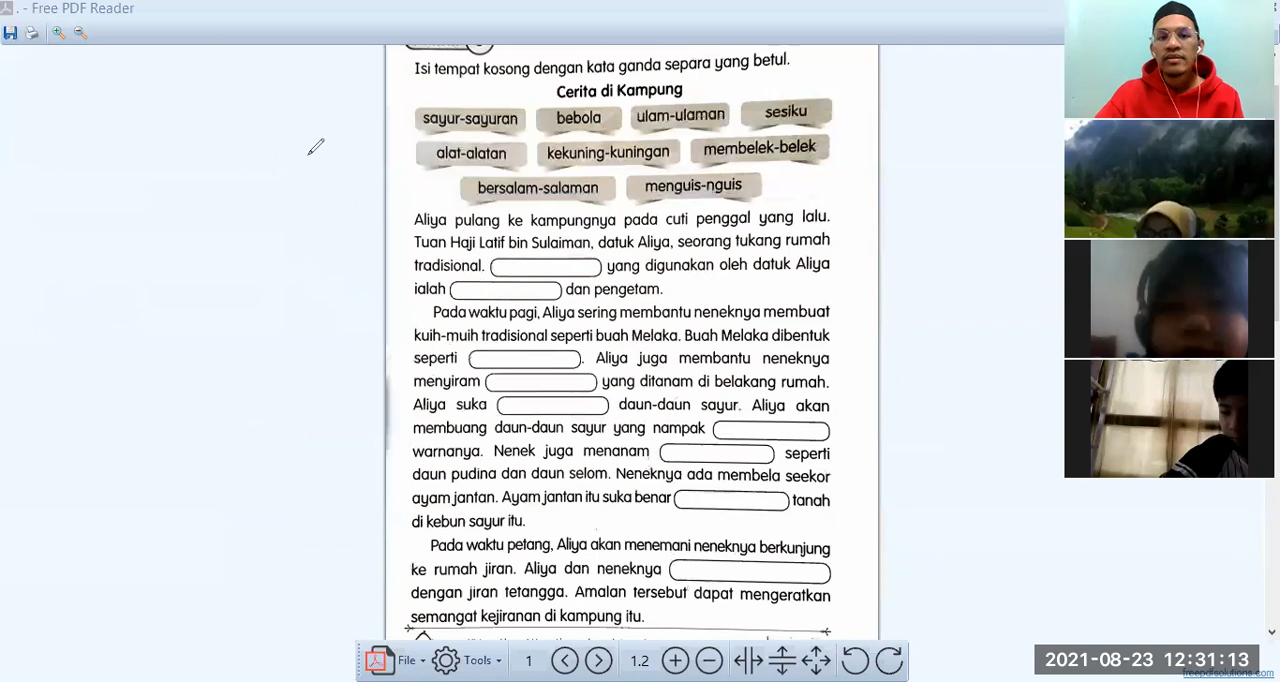 . - Free PDF Reader
Isi tempat kosong dengan kata ganda separa yang betul.
Cerita di Kampung
sayur-sayuran bebola ulam-ulaman sesiku
alat-alatan kekuning-kuningan membelek-belek
bersalam-salaman menguis-nguis
Aliya pulang ke kampungnya pada cuti penggal yang lalu.
Tuan Haji Latif bin Sulaiman, datuk Aliya, seorang tukang rumah
tradisional. yang digunakan oleh datuk Aliya
ialah dan pengetam.
Pada waktu pagi, Aliya sering membantu neneknya membuat
kuih-muih tradisional seperti buah Melaka. Buah Melaka dibentuk
seperti . Aliya juga membantu neneknya
menyiram yang ditanam di belakang rumah.
Aliya suka daun-daun sayur. Aliya akan
membuang daun-daun sayur yang nampak
warnanya. Nenek juga menanam seperti
daun pudina dan daun selom. Neneknya ada membela seekor
ayam jantan. Ayam jantan itu suka benar tanah
di kebun sayur itu.
Pada waktu petang, Aliya akan menemani neneknya berkunjung
ke rumah jiran. Aliya dan neneknya
dengan jiran tetangga. Amalan tersebut dapat mengeratkan
semangat kejiranan di kampung itu.
File Tools 1 1.2
2021-08-23 12:31:13
freepdfsolutions.com